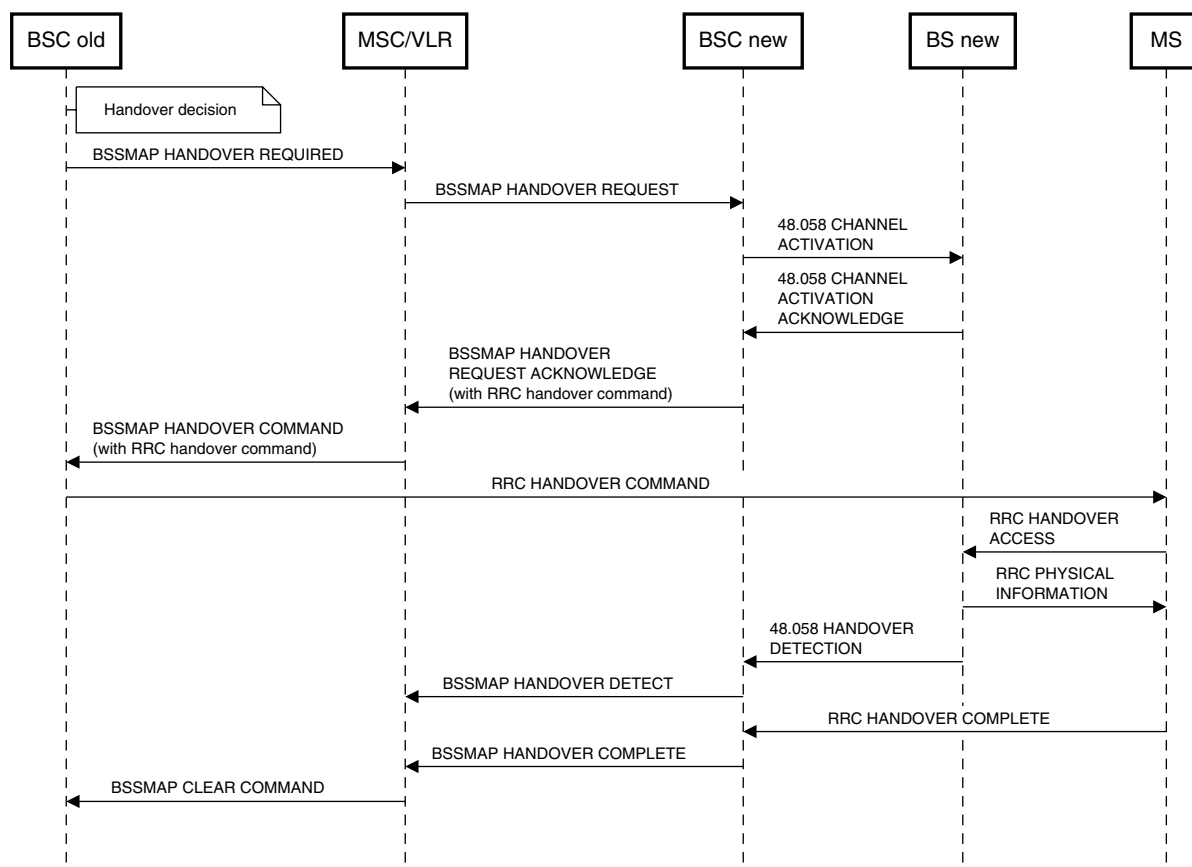 BSC old
MSC/VLR
BSC new
BS new
MS
Handover decision
BSSMAP HANDOVER REQUIRED
BSSMAP HANDOVER REQUEST
48.058 CHANNEL
ACTIVATION
48.058 CHANNEL
ACTIVATION
ACKNOWLEDGE
BSSMAP HANDOVER
REQUEST ACKNOWLEDGE
(with RRC handover command)
BSSMAP HANDOVER COMMAND
(with RRC handover command)
RRC HANDOVER COMMAND
RRC HANDOVER
ACCESS
RRC PHYSICAL
INFORMATION
48.058 HANDOVER
DETECTION
BSSMAP HANDOVER DETECT
RRC HANDOVER COMPLETE
BSSMAP HANDOVER COMPLETE
BSSMAP CLEAR COMMAND